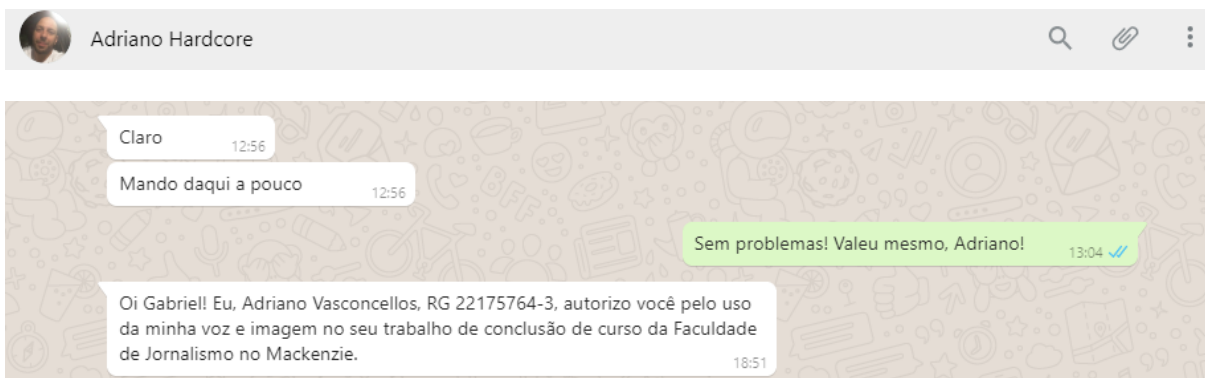 Adriano Hardcore
Claro
12:56
Mando daqui a pouco
12:56
Sem problemas! Valeu mesmo, Adriano!
13:04
Oi Gabriel! Eu, Adriano Vasconcellos, RG 22175764-3, autorizo você pelo uso
da minha voz e imagem no seu trabalho de conclusão de curso da Faculdade
de Jornalismo no Mackenzie.
18:51